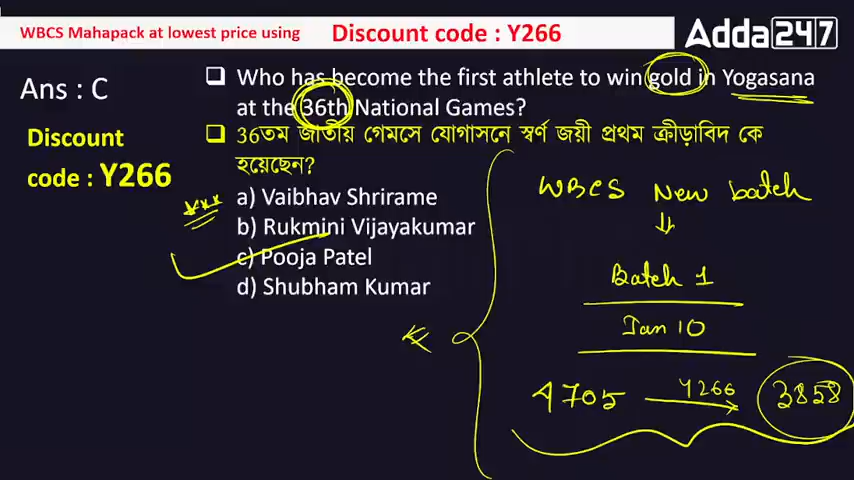 WBCS Mahapack at lowest price using Discount code : Y266
Adda247
Ans : C
Discount
code : Y266
❑ Who has become the first athlete to win gold in Yogasana
at the 36th National Games?
❑ 36তম জাতীয় গেমসে যোগাসনে স্বর্ণ জয়ী প্রথম ক্রীড়াবিদ কে
হয়েছেন?
a) Vaibhav Shrirame
b) Rukmini Vijayakumar
c) Pooja Patel
d) Shubham Kumar
WBCS New batch
Batch 1
Jan 10
4705 Y266 3858